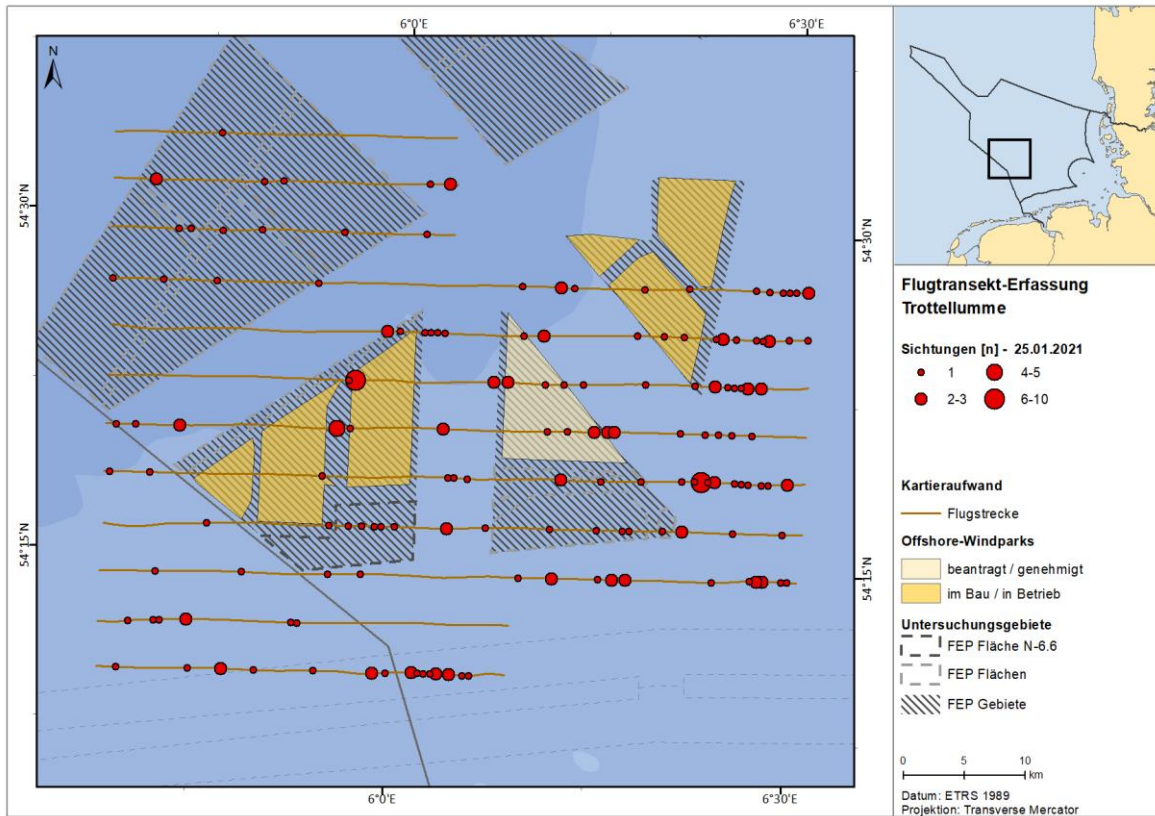 6°0'E
6°30'E
N
54°30'N
54°30'N
54°15'N
54°15'N
6°0'E
6°30'E
Flugtransekt-Erfassung
Trottellumme
Sichtungen [n] - 25.01.2021
1
4-5
2-3
6-10
Kartieraufwand
Flugstrecke
Offshore-Windparks
beantragt / genehmigt
im Bau / in Betrieb
Untersuchungsgebiete
FEP Fläche N-6.6
FEP Flächen
FEP Gebiete
0 5 10
km
Datum: ETRS 1989
Projektion: Transverse Mercator